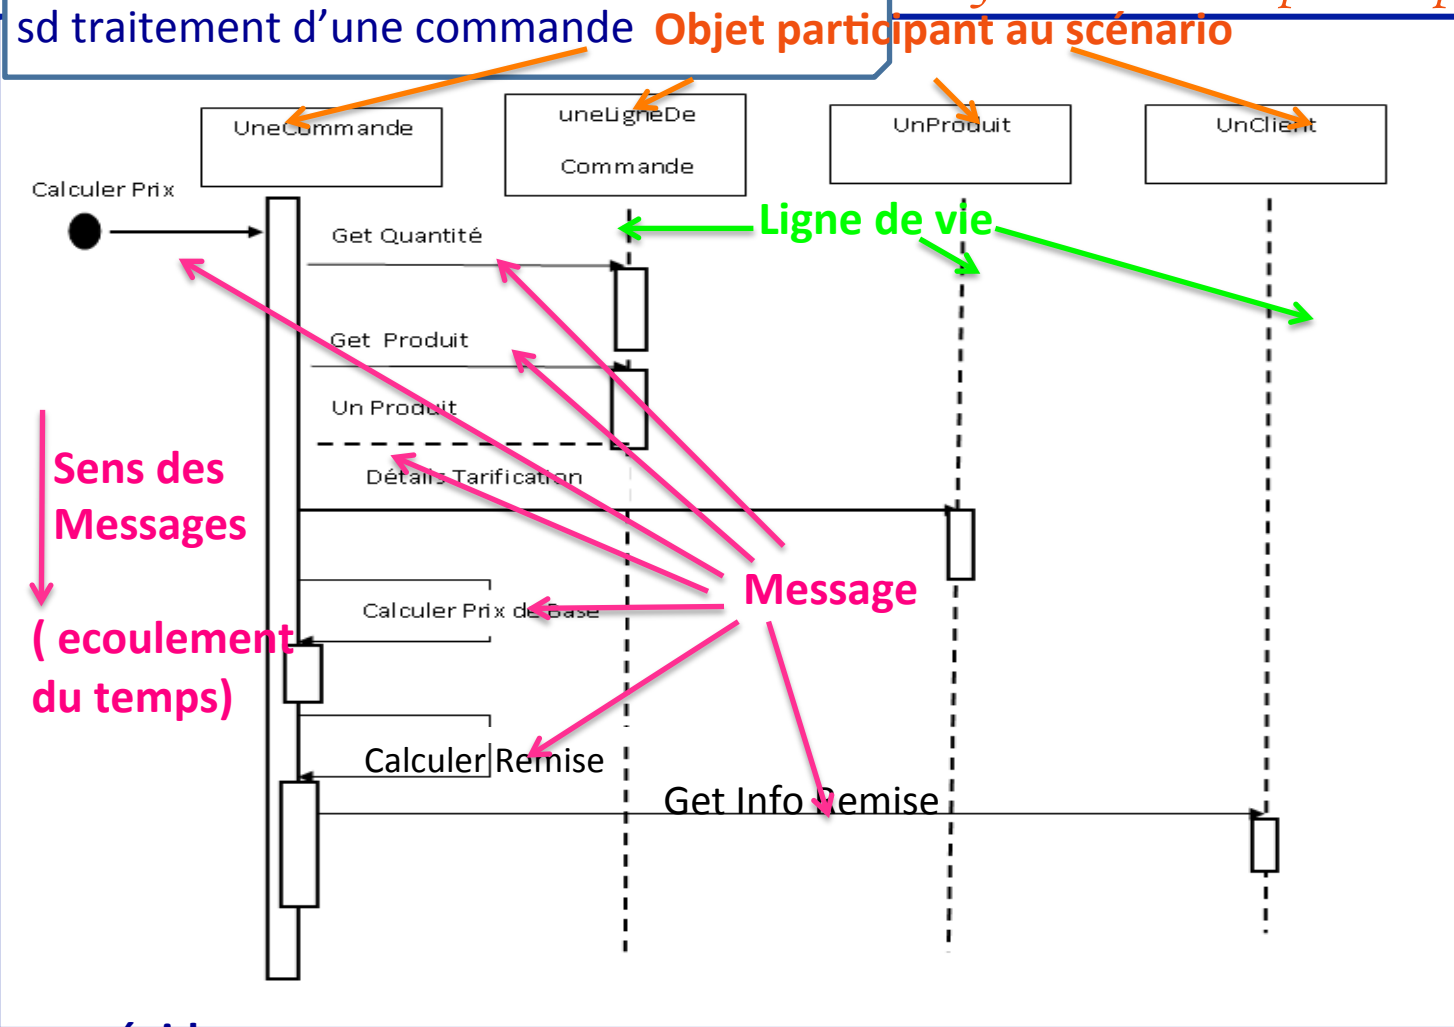 sd traitement d’une commande
Objet participant au scénario
UneCommande
uneLigneDe
Commande
UnProduit
UnClient
Calculer Prix
Ligne de vie
Get Quantité
Get Produit
Un Produit
Sens des
Messages
Détails Tarification
Message
( ecoulement
du temps)
Calculer Prix de Base
Calculer Remise
Get Info Remise